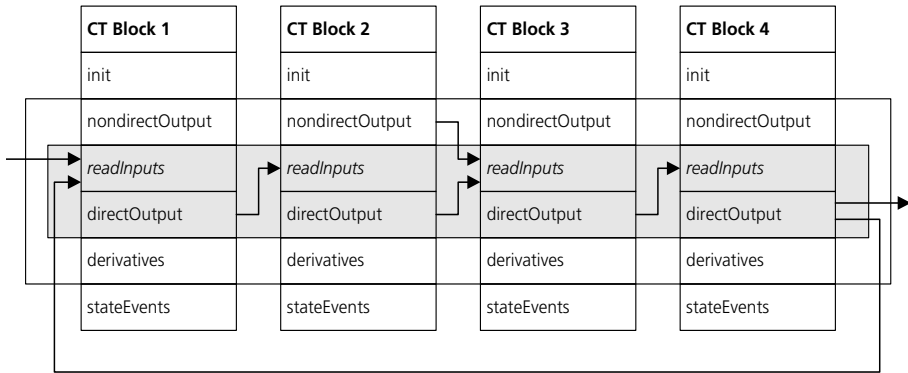 CT Block 1 CT Block 2 CT Block 3 CT Block 4
init init init init
nondirectOutput nondirectOutput nondirectOutput nondirectOutput
readInputs readInputs readInputs readInputs
directOutput directOutput directOutput directOutput
derivatives derivatives derivatives derivatives
stateEvents stateEvents stateEvents stateEvents